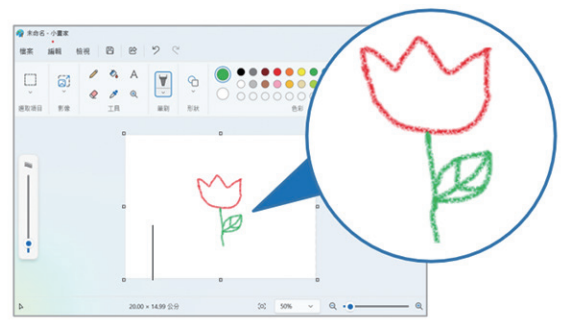 未命名 - 小畫家
檔案 編輯 檢視
選取項目 影像 工具 筆刷 形狀 色彩
20.00 × 14.99 公分 50%